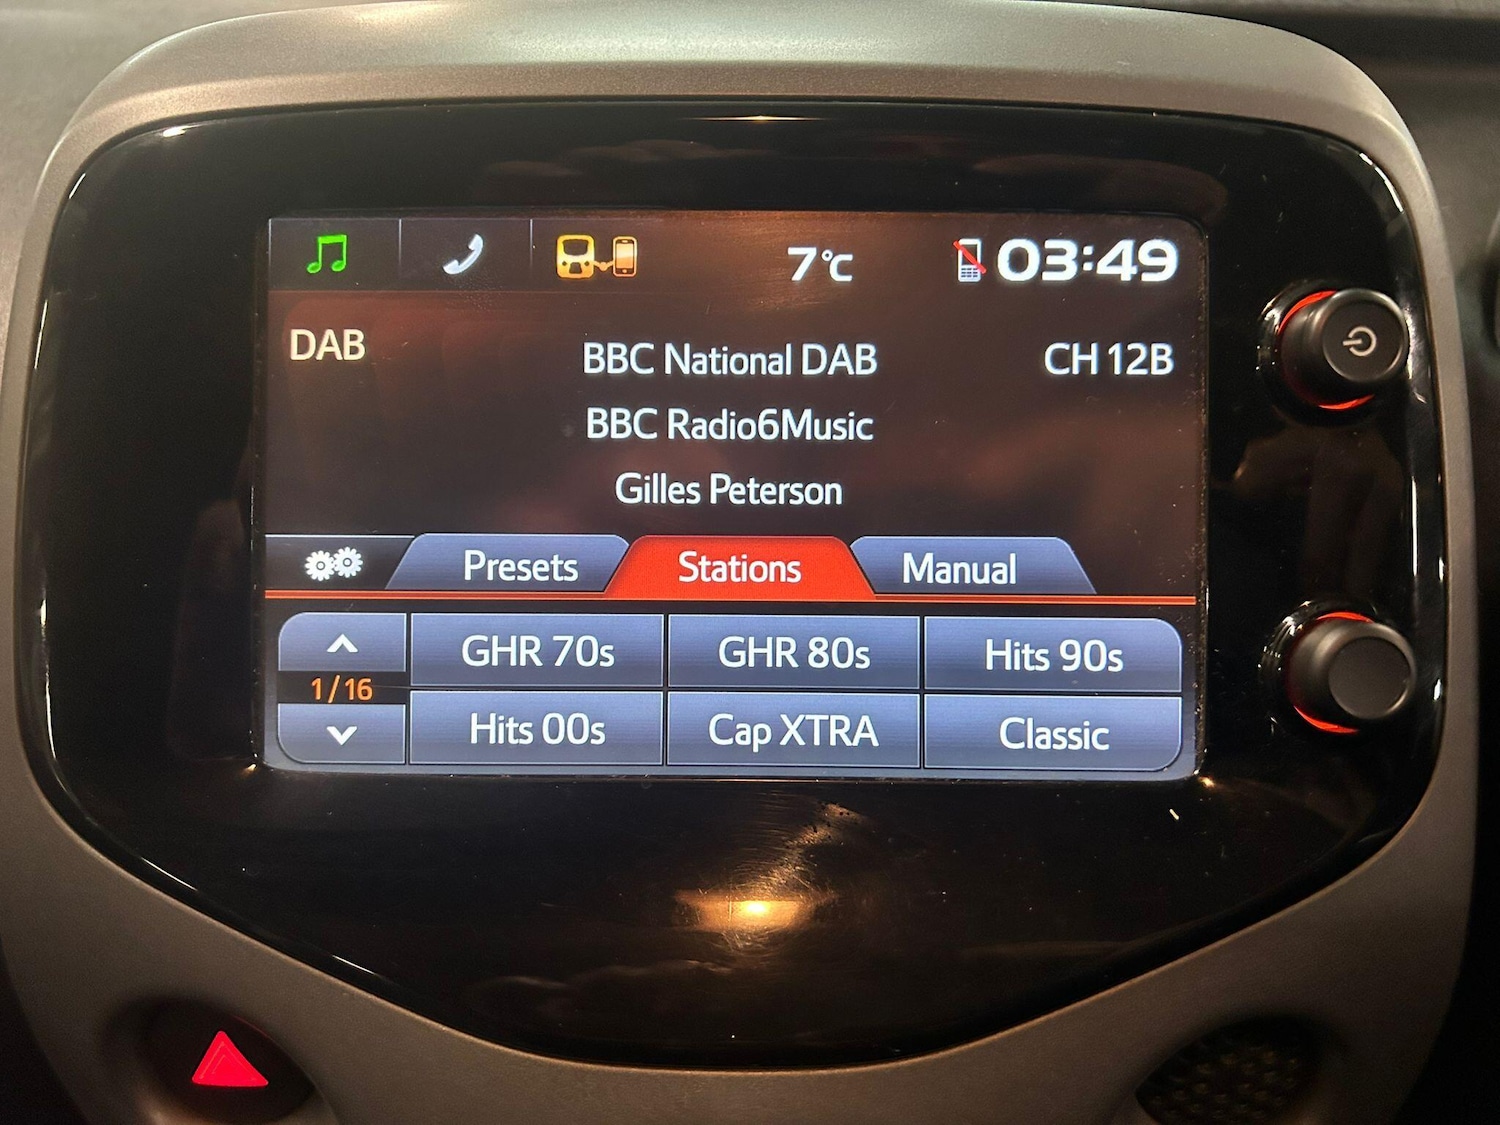 7°C 03:49
DAB BBC National DAB CH 12B
BBC Radio6Music
Gilles Peterson
Presets Stations Manual
GHR 70s GHR 80s Hits 90s
1/16
Hits 00s Cap XTRA Classic